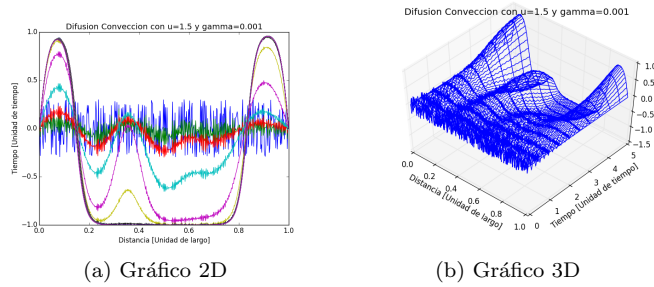 Difusion Conveccion con u=1.5 y gamma=0.001
1.0
0.5
0.0
−0.5
−1.0
Tiempo [Unidad de tiempo]
0.0 0.2 0.4 0.6 0.8 1.0
Distancia [Unidad de largo]
(a) Gráfico 2D
Difusion Conveccion con u=1.5 y gamma=0.001
1.0
0.5
0.0
−0.5
−1.0
−1.5
0.0 0.2 0.4 0.6 0.8 1.0
Distancia [Unidad de largo]
0 1 2 3 4 5
Tiempo [Unidad de tiempo]
(b) Gráfico 3D